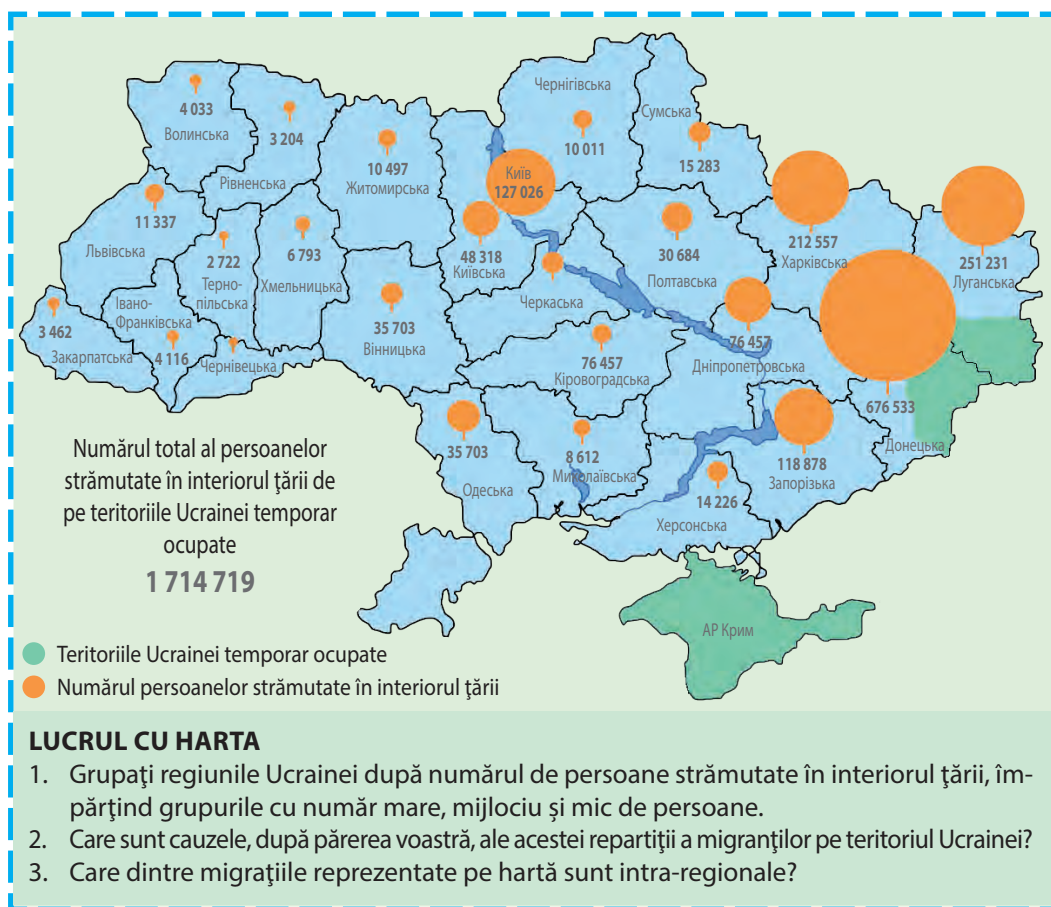 Чернігівська
Сумська
4 033
Волинська
3 204
Рівненська
10 497
Житомирська
10 011
15 283
Київ
127 026
11 337
Львівська
2 722
Терно-
пільська
6 793
Хмельницька
48 318
Київська
30 684
Полтавська
212 557
Харківська
251 231
Луганська
Черкаська
Івано-
Франківська
3 462
Закарпатська
4 116
Чернівецька
35 703
Вінницька
76 457
Кіровоградська
76 457
Дніпропетровська
676 533
Донецька
35 703
Одеська
8 612
Миколаївська
118 878
Запорізька
14 226
Херсонська
АР Крим
Numărul total al persoanelor
strămutate în interiorul ţării de
pe teritoriile Ucrainei temporar
ocupate
1 714 719
Teritoriile Ucrainei temporar ocupate
Numărul persoanelor strămutate în interiorul ţării
LUCRUL CU HARTA
1. Grupaţi regiunile Ucrainei după numărul de persoane strămutate în interiorul ţării, îm-
părţind grupurile cu număr mare, mijlociu și mic de persoane.
2. Care sunt cauzele, după părerea voastră, ale acestei repartiţii a migranţilor pe teritoriul Ucrainei?
3. Care dintre migraţiile reprezentate pe hartă sunt intra-regionale?